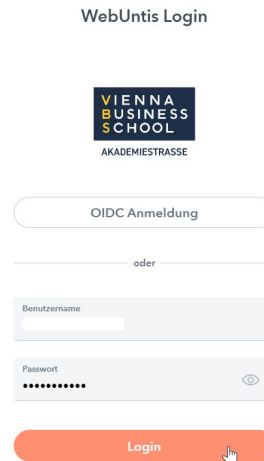 WebUntis Login
VIENNA
BUSINESS
SCHOOL
AKADEMIESTRASSE
OIDC Anmeldung
oder
Benutzername
Passwort
•••••••••••
Login